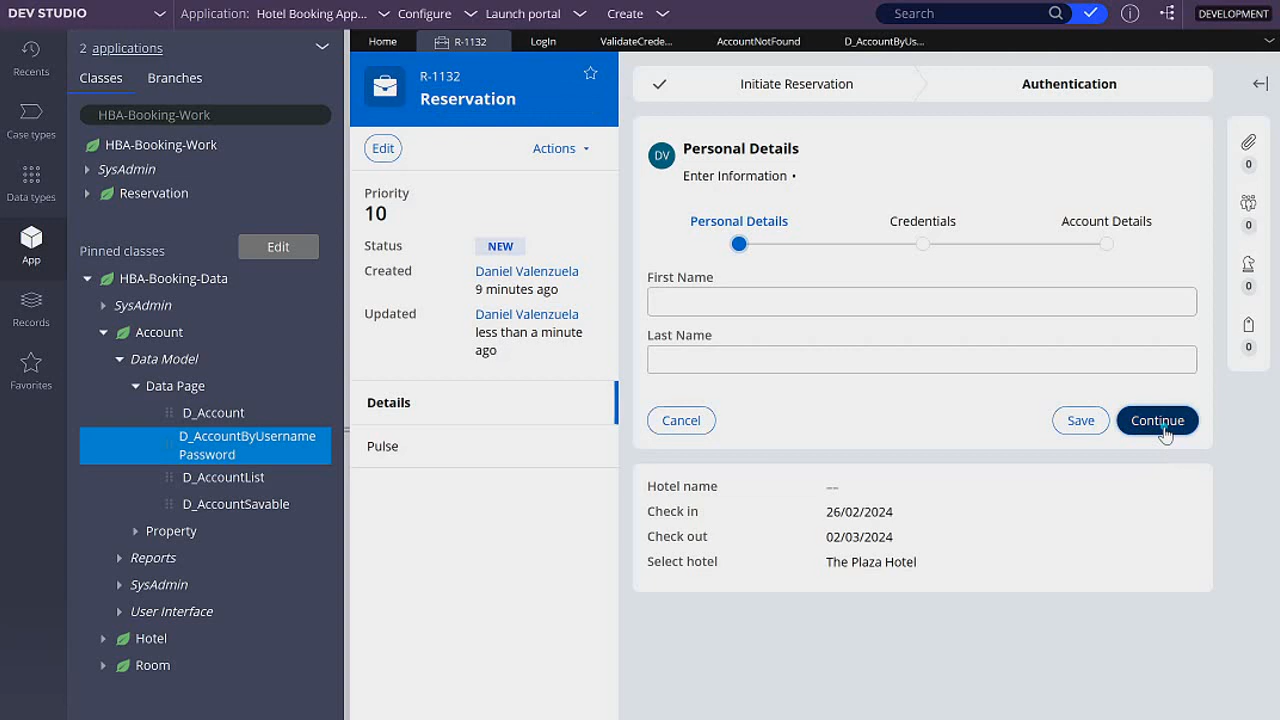 DEV STUDIO
Application: Hotel Booking App...
Configure
Launch portal
Create
Search
DEVELOPMENT
Recents
Case types
Data types
App
Records
Favorites
2 applications
Classes
Branches
HBA-Booking-Work
HBA-Booking-Work
SysAdmin
Reservation
Pinned classes
Edit
HBA-Booking-Data
SysAdmin
Account
Data Model
Data Page
D_Account
D_AccountByUsername
Password
D_AccountList
D_AccountSavable
Property
Reports
SysAdmin
User Interface
Hotel
Room
Home
R-1132
LogIn
ValidateCrede...
AccountNotFound
D_AccountByUs...
R-1132
Reservation
Edit
Actions
Priority
10
Status
NEW
Created
Daniel Valenzuela
9 minutes ago
Updated
Daniel Valenzuela
less than a minute
ago
Details
Pulse
Initiate Reservation
Authentication
DV
Personal Details
Enter Information •
Personal Details
Credentials
Account Details
First Name
Last Name
Cancel
Save
Continue
Hotel name
---
Check in
26/02/2024
Check out
02/03/2024
Select hotel
The Plaza Hotel
0
0
0
0